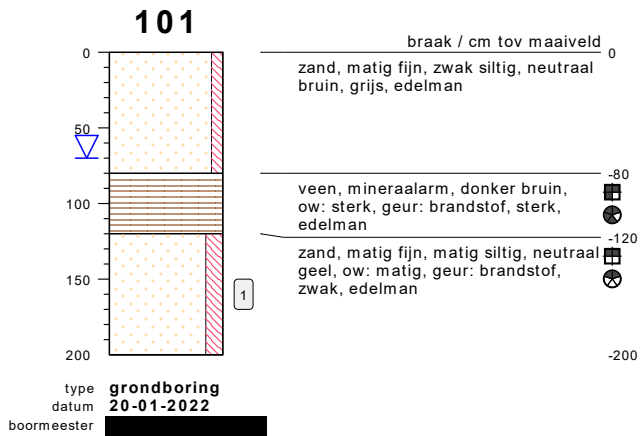 101
braak / cm tov maaiveld
0
0
zand, matig fijn, zwak siltig, neutraal
bruin, grijs, edelman
50
-80
veen, mineraalarm, donker bruin,
ow: sterk, geur: brandstof, sterk,
edelman
100
-120
zand, matig fijn, matig siltig, neutraal
geel, ow: matig, geur: brandstof,
zwak, edelman
150
1
200
-200
type grondboring
datum 20-01-2022
boormeester